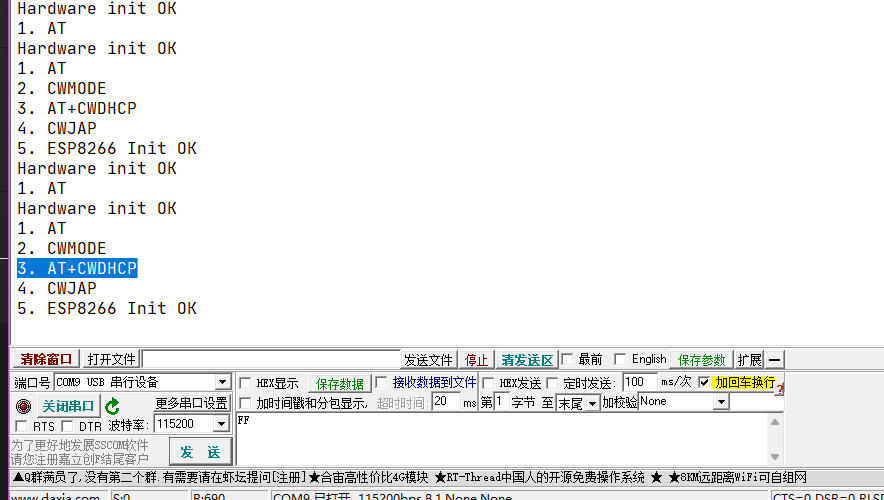 Hardware init OK
1. AT
Hardware init OK
1. AT
2. CWMODE
3. AT+CWDHCP
4. CWJAP
5. ESP8266 Init OK
Hardware init OK
1. AT
Hardware init OK
1. AT
2. CWMODE
3. AT+CWDHCP
4. CWJAP
5. ESP8266 Init OK
清除窗口 打开文件 发送文件 停止 清发送区 最前 English 保存参数 扩展 —
端口号 COM9 USB 串行设备 HEX显示 保存数据 接收数据到文件 HEX发送 定时发送: 100 ms/次 加回车换行
关闭串口 更多串口设置 加时间戳和分包显示, 超时时间: 20 ms 第1 字节 至 末尾 加校验 None
RTS DTR 波特率: 115200 FF
为了更好地发展SSCOM软件
请您注册嘉立创F结尾客户
发 送
▲Q群满员了,没有第二个群.有需要请在虾坛提问[注册] ★合宙高性价比4G模块 ★RT-Thread中国人的开源免费操作系统 ★ ★8KM远距离WiFi可自组网
www.daxia.com S:0 R:690 COM9 已打开 115200bps,8,1,None,None CTS=0 DSR=0 RLSD